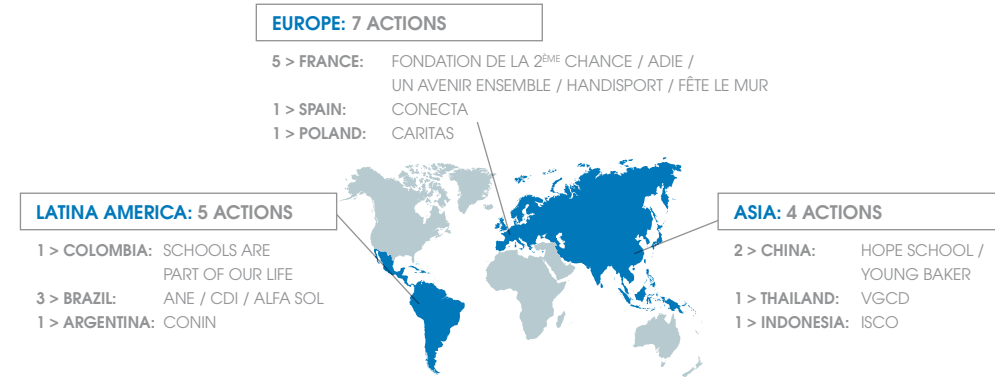 EUROPE: 7 ACTIONS
5 > FRANCE: FONDATION DE LA 2ÈME CHANCE / ADIE /
UN AVENIR ENSEMBLE / HANDISPORT / FÊTE LE MUR
1 > SPAIN: CONECTA
1 > POLAND: CARITAS
LATINA AMERICA: 5 ACTIONS
1 > COLOMBIA: SCHOOLS ARE
PART OF OUR LIFE
3 > BRAZIL: ANE / CDI / ALFA SOL
1 > ARGENTINA: CONIN
ASIA: 4 ACTIONS
2 > CHINA: HOPE SCHOOL /
YOUNG BAKER
1 > THAILAND: VGCD
1 > INDONESIA: ISCO